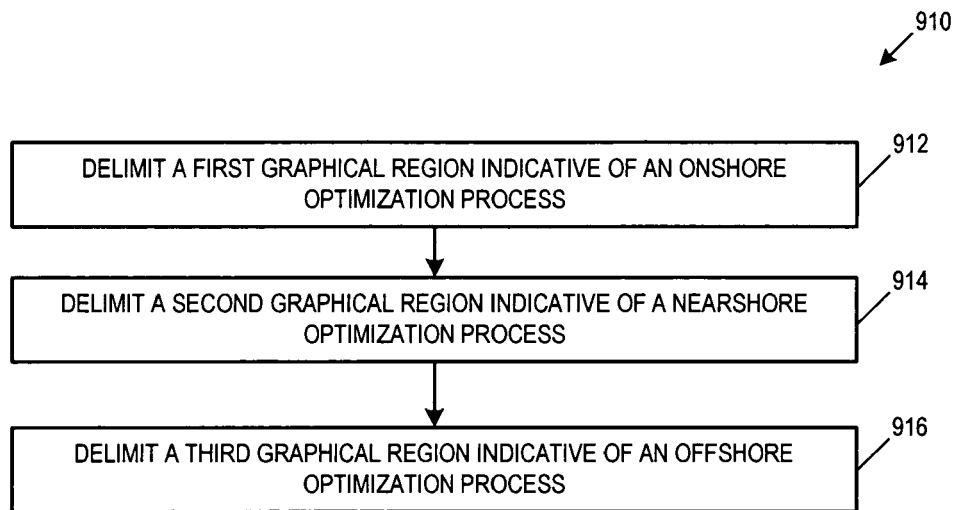 910
DELIMIT A FIRST GRAPHICAL REGION INDICATIVE OF AN ONSHORE
OPTIMIZATION PROCESS
912
DELIMIT A SECOND GRAPHICAL REGION INDICATIVE OF A NEARSHORE
OPTIMIZATION PROCESS
914
DELIMIT A THIRD GRAPHICAL REGION INDICATIVE OF AN OFFSHORE
OPTIMIZATION PROCESS
916